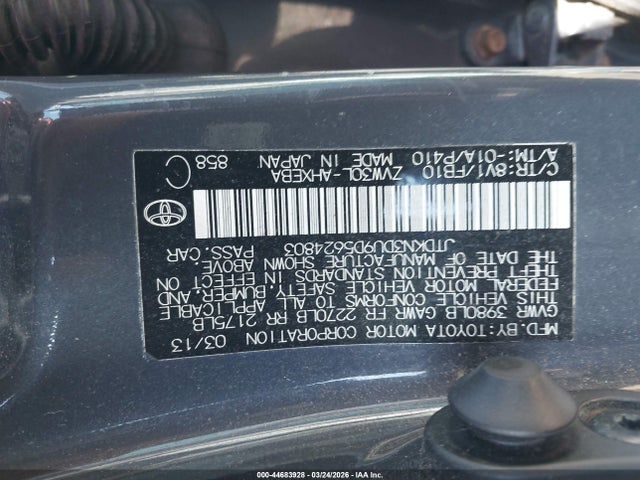 MFD. BY: TOYOTA MOTOR CORPORATION 03/13
GVWR 3980LB GAWR FR 2270LB RR 2175LB
THIS VEHICLE CONFORMS TO ALL APPLICABLE
FEDERAL MOTOR VEHICLE SAFETY, BUMPER, AND
THEFT PREVENTION STANDARDS IN EFFECT ON
THE DATE OF MANUFACTURE SHOWN ABOVE.
JTDKN3DU9D5624803 PASS. CAR
C/TR: 8V1/FB10 ZVW30L-AHXEBA 858
A/TM: -01A/P410 MADE IN JAPAN
C
000-44683928 - 03/24/2026 - © IAA, Inc.